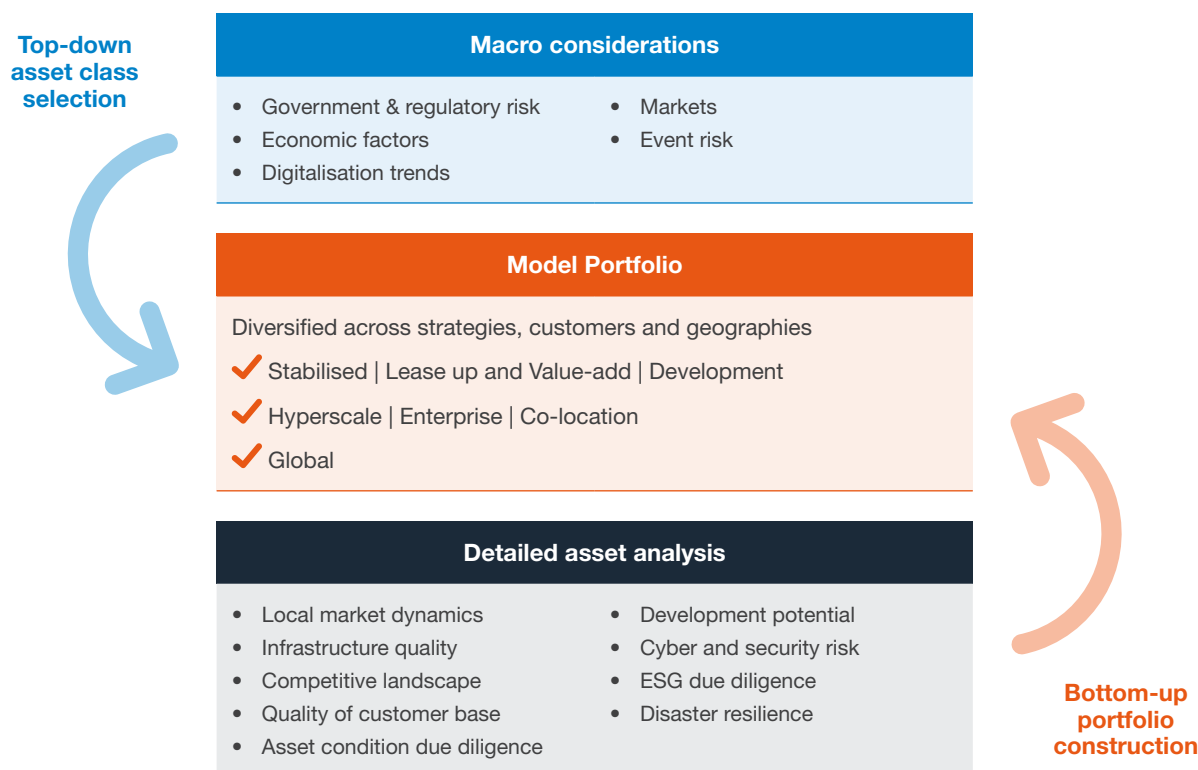 Top-down
asset class
selection
Macro considerations
• Government & regulatory risk
• Economic factors
• Digitalisation trends
• Markets
• Event risk
Model Portfolio
Diversified across strategies, customers and geographies
Stabilised | Lease up and Value-add | Development
Hyperscale | Enterprise | Co-location
Global
Detailed asset analysis
• Local market dynamics
• Infrastructure quality
• Competitive landscape
• Quality of customer base
• Asset condition due diligence
• Development potential
• Cyber and security risk
• ESG due diligence
• Disaster resilience
Bottom-up
portfolio
construction